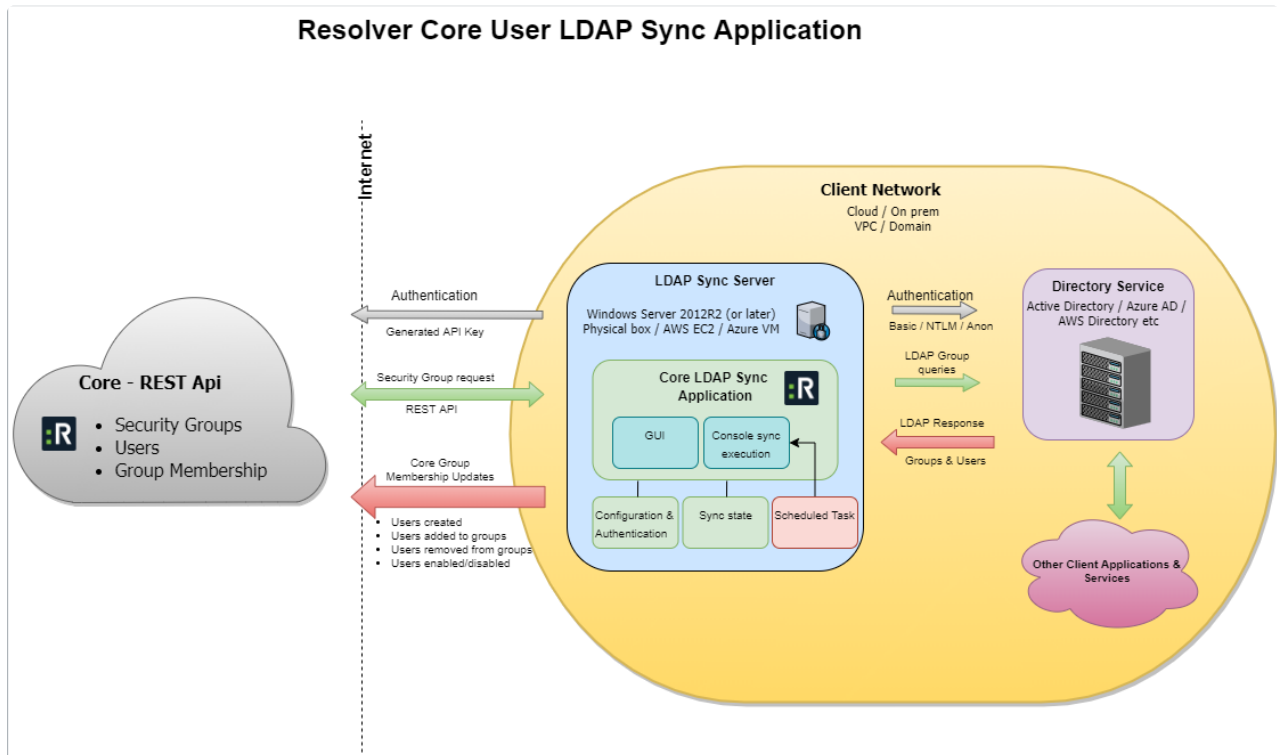 Resolver Core User LDAP Sync Application
Internet
Client Network
Cloud / On prem
VPC / Domain
Authentication
Generated API Key
Security Group request
REST API
Core Group
Membership Updates
• Users created
• Users added to groups
• Users removed from groups
• Users enabled/disabled
Core - REST Api
:R
• Security Groups
• Users
• Group Membership
LDAP Sync Server
Windows Server 2012R2 (or later)
Physical box / AWS EC2 / Azure VM
Core LDAP Sync
Application
:R
GUI
Console sync
execution
Configuration &
Authentication
Sync state
Scheduled Task
Authentication
Basic / NTLM / Anon
LDAP Group
queries
LDAP Response
Groups & Users
Directory Service
Active Directory / Azure AD /
AWS Directory etc
Other Client Applications &
Services